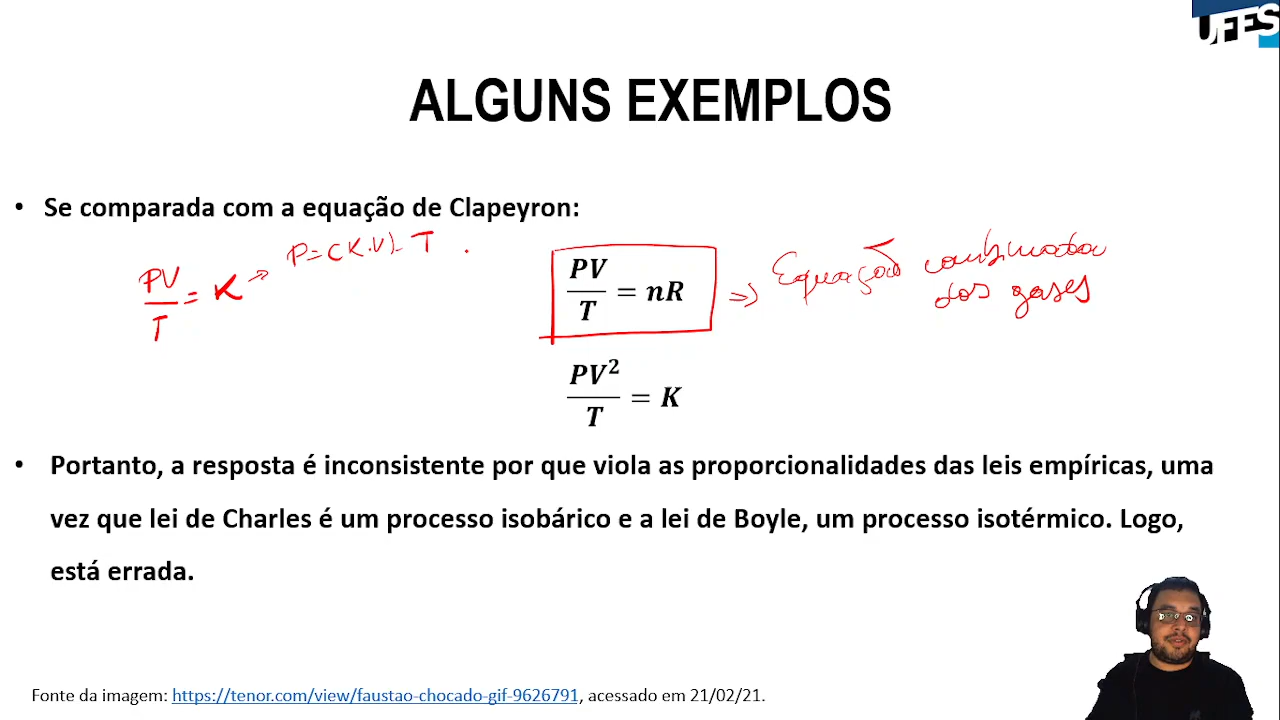 UFES
ALGUNS EXEMPLOS
• Se comparada com a equação de Clapeyron:
PV/T = K → P = (K.V) - T .
PV/T = nR ⇒ Equação combinada dos gases
PV²/T = K
• Portanto, a resposta é inconsistente por que viola as proporcionalidades das leis empíricas, uma
vez que lei de Charles é um processo isobárico e a lei de Boyle, um processo isotérmico. Logo,
está errada.
Fonte da imagem: https://tenor.com/view/faustao-chocado-gif-9626791, acessado em 21/02/21.